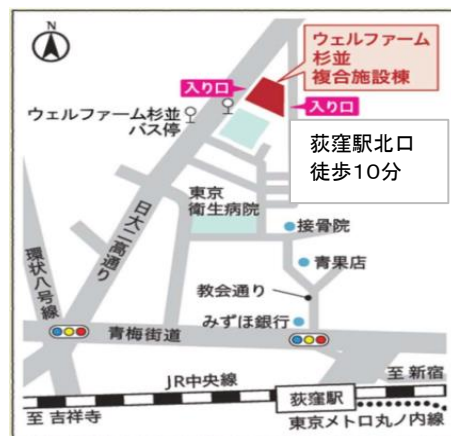 N
ウェルファーム
杉並
複合施設棟
入り口
入り口
ウェルファーム杉並
バス停
荻窪駅北口
徒歩10分
東京
衛生病院
接骨院
日大二高通り
青果店
環状八号線
教会通り
みずほ銀行
青梅街道
JR中央線
至 新宿
荻窪駅
至 吉祥寺
東京メトロ丸ノ内線